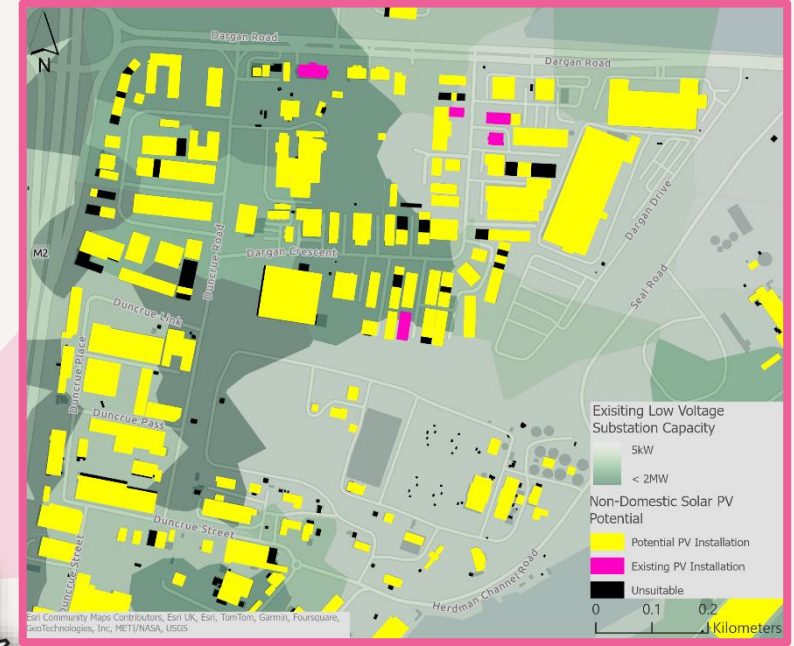 Dargan Road
Dargan Road
N
Dargan Drive
M2
Duncrue Road
Dargan Crescent
Seal Road
Duncrue Link
Duncrue Place
Duncrue Pass
Duncrue Street
Duncrue Street
Herdman Channel Road
Exisiting Low Voltage
Substation Capacity
5kW
< 2MW
Non-Domestic Solar PV
Potential
Potential PV Installation
Existing PV Installation
Unsuitable
0 0.1 0.2
Kilometers
Esri Community Maps Contributors, Esri UK, Esri, TomTom, Garmin, Foursquare,
GeoTechnologies, Inc, METI/NASA, USGS